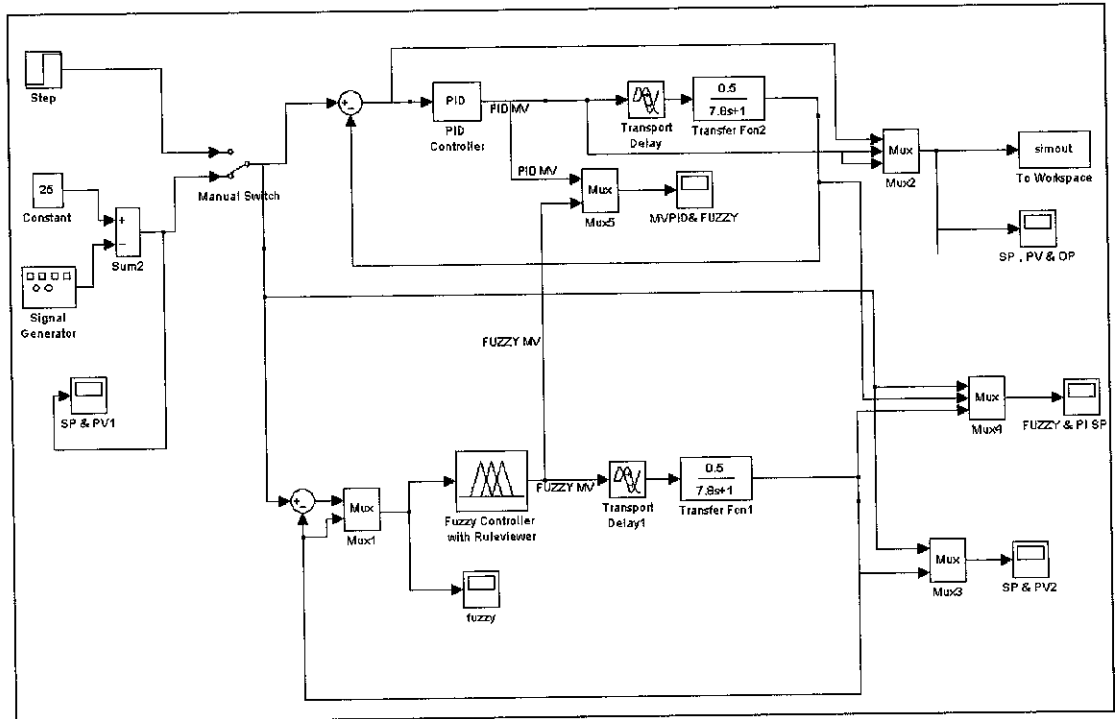 Step
25
Constant
Signal
Generator
+
−
Sum2
SP & PV1
Manual Switch
+
−
PID
PID
Controller
PID MV
PID MV
Mux
Mux5
MVPID& FUZZY
Transport
Delay
0.5
7.8s+1
Transfer Fcn2
Mux
Mux2
simout
To Workspace
SP , PV & OP
FUZZY MV
Mux
Mux4
FUZZY & PI SP
+
−
Mux
Mux1
Fuzzy Controller
with Ruleviewer
fuzzy
FUZZY MV
Transport
Delay1
0.5
7.8s+1
Transfer Fcn1
Mux
Mux3
SP & PV2